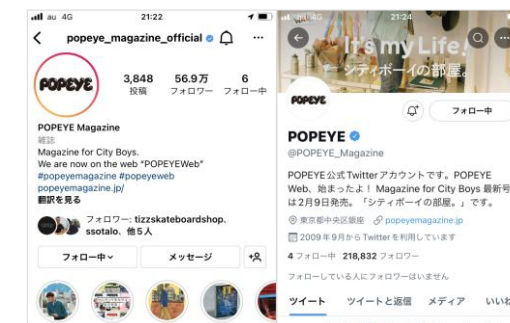 au 4G
21:22
popeye_magazine_official
POPEYE
3,848
投稿
56.9万
フォロワー
6
フォロー中
POPEYE Magazine
雑誌
Magazine for City Boys.
We are now on the web “POPEYEWeb”
#popeyemagazine #popeyeweb
popeyemagazine.jp/
翻訳を見る
フォロワー: tizzskateboardshop、
ssotalo、他5人
フォロー中
メッセージ
au 4G
21:24
It's my Life!
シティボーイの部屋。
POPEYE
フォロー中
POPEYE
@POPEYE_Magazine
POPEYE公式Twitterアカウントです。POPEYE
Web、始まったよ！ Magazine for City Boys 最新号
は2月9日発売。「シティボーイの部屋。」です。
東京都中央区銀座 popeyemagazine.jp
2009年9月からTwitterを利用しています
4 フォロー中 218,832 フォロワー
フォローしている人にフォロワーはいません
ツイート ツイートと返信 メディア いいね